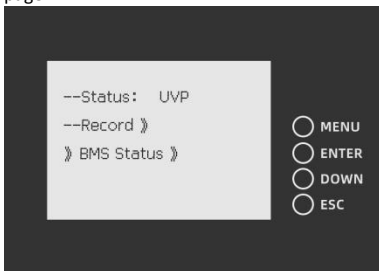 --Status: UVP
--Record 》
》 BMS Status 》
MENU
ENTER
DOWN
ESC